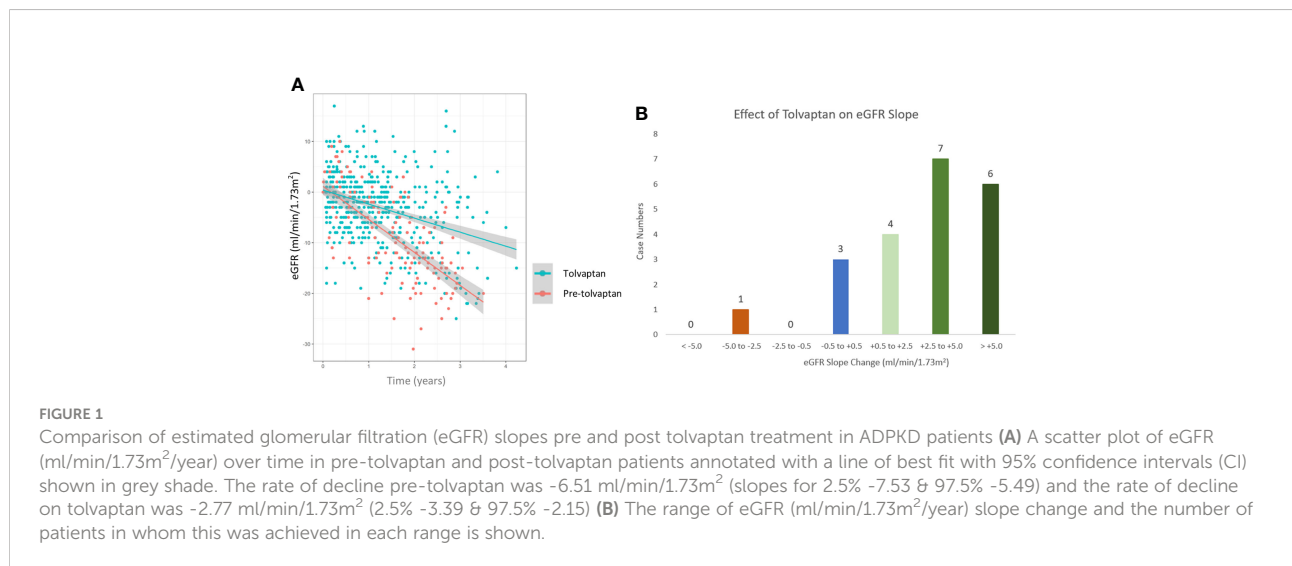 A
10
0
-10
-20
-30
eGFR (ml/min/1.73m²)
0
1
2
3
4
Time (years)
Tolvaptan
Pre-tolvaptan
B
Effect of Tolvaptan on eGFR Slope
8
7
6
5
4
3
2
1
0
Case Numbers
0
1
0
3
4
7
6
< -5.0
-5.0 to -2.5
-2.5 to -0.5
-0.5 to +0.5
+0.5 to +2.5
+2.5 to +5.0
> +5.0
eGFR Slope Change (ml/min/1.73m²)
FIGURE 1
Comparison of estimated glomerular filtration (eGFR) slopes pre and post tolvaptan treatment in ADPKD patients (A) A scatter plot of eGFR
(ml/min/1.73m²/year) over time in pre-tolvaptan and post-tolvaptan patients annotated with a line of best fit with 95% confidence intervals (CI)
shown in grey shade. The rate of decline pre-tolvaptan was -6.51 ml/min/1.73m² (slopes for 2.5% -7.53 & 97.5% -5.49) and the rate of decline
on tolvaptan was -2.77 ml/min/1.73m² (2.5% -3.39 & 97.5% -2.15) (B) The range of eGFR (ml/min/1.73m²/year) slope change and the number of
patients in whom this was achieved in each range is shown.